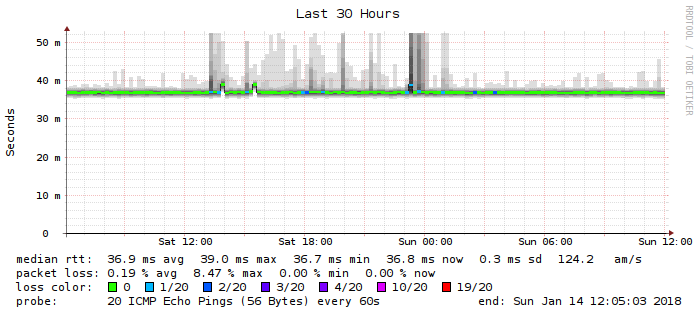 Last 30 Hours
RRDTOOL / TOBI OETIKER
Seconds
50 m
40 m
30 m
20 m
10 m
0
Sat 12:00 Sat 18:00 Sun 00:00 Sun 06:00 Sun 12:00
median rtt: 36.9 ms avg 39.0 ms max 36.7 ms min 36.8 ms now 0.3 ms sd 124.2 am/s
packet loss: 0.19 % avg 8.47 % max 0.00 % min 0.00 % now
loss color: 0 1/20 2/20 3/20 4/20 10/20 19/20
probe: 20 ICMP Echo Pings (56 Bytes) every 60s end: Sun Jan 14 12:05:03 2018